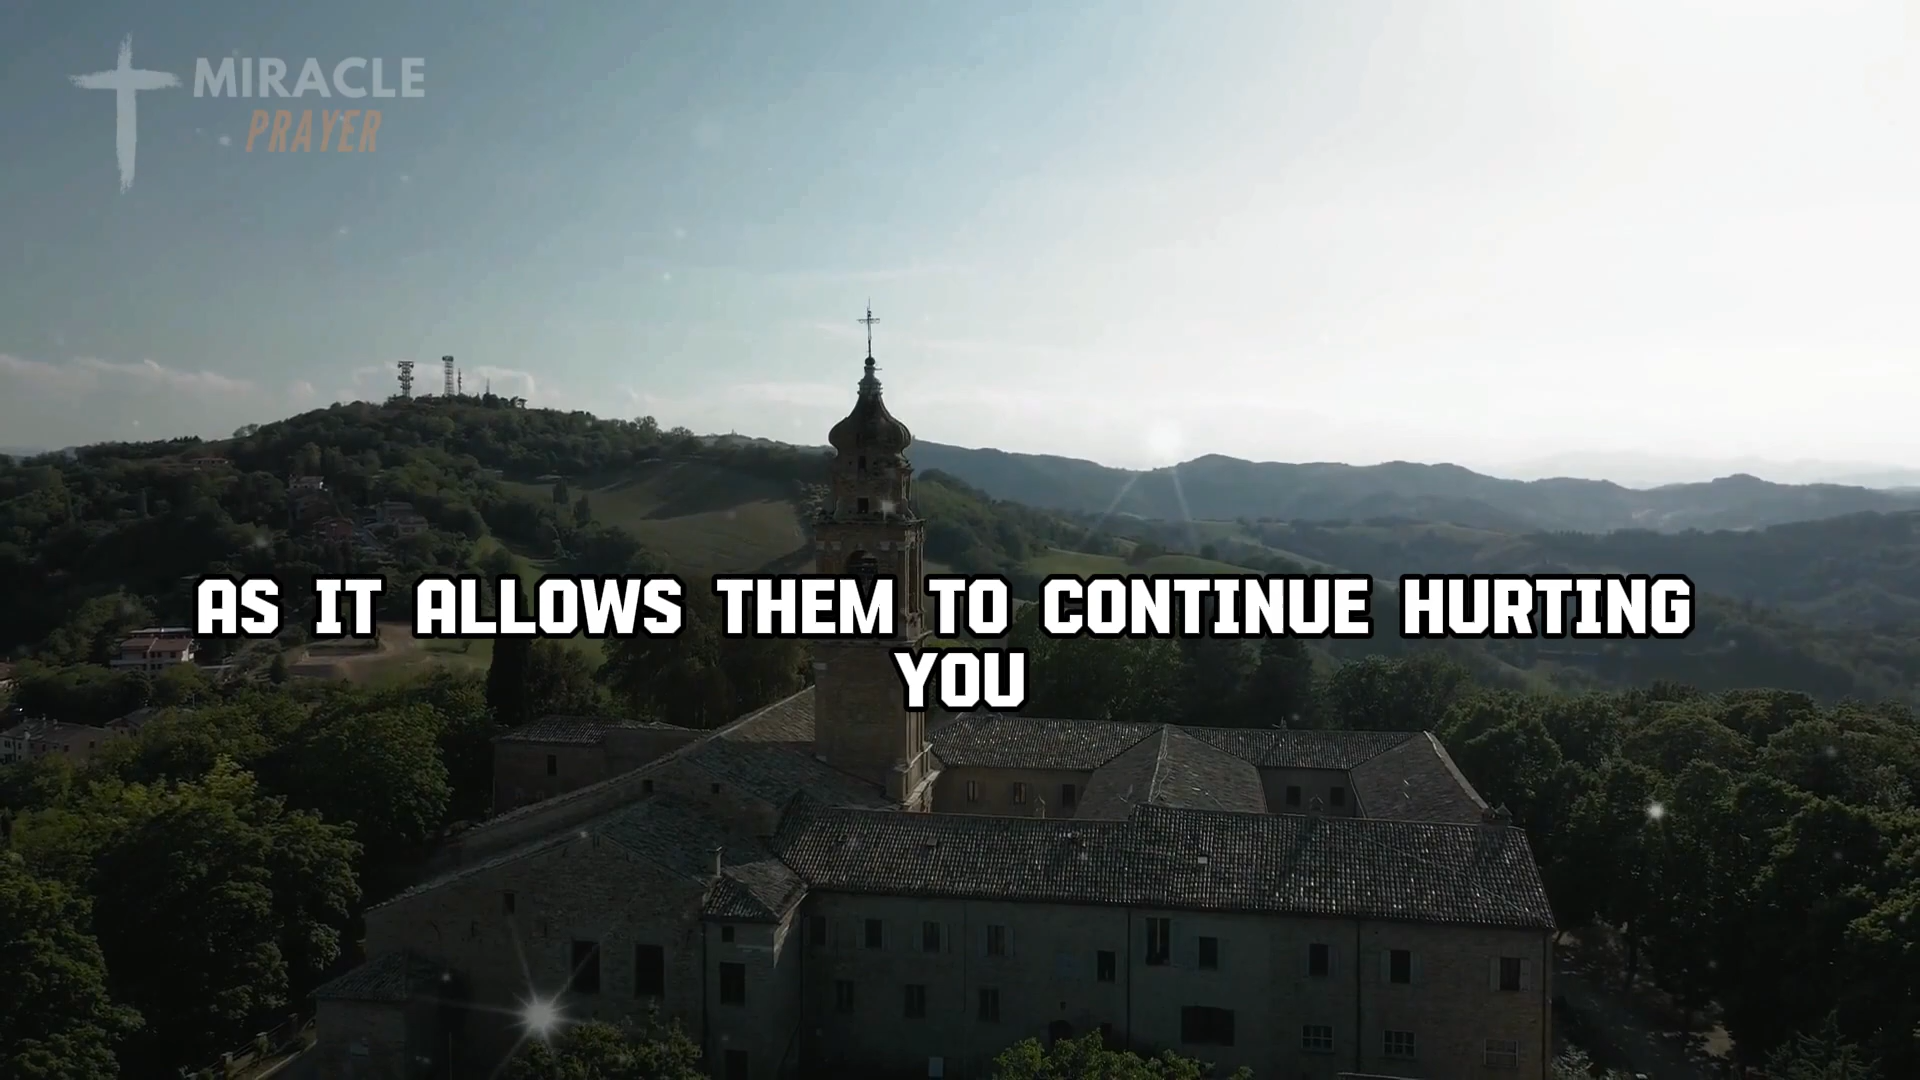 MIRACLE
PRAYER
AS IT ALLOWS THEM TO CONTINUE HURTING
YOU